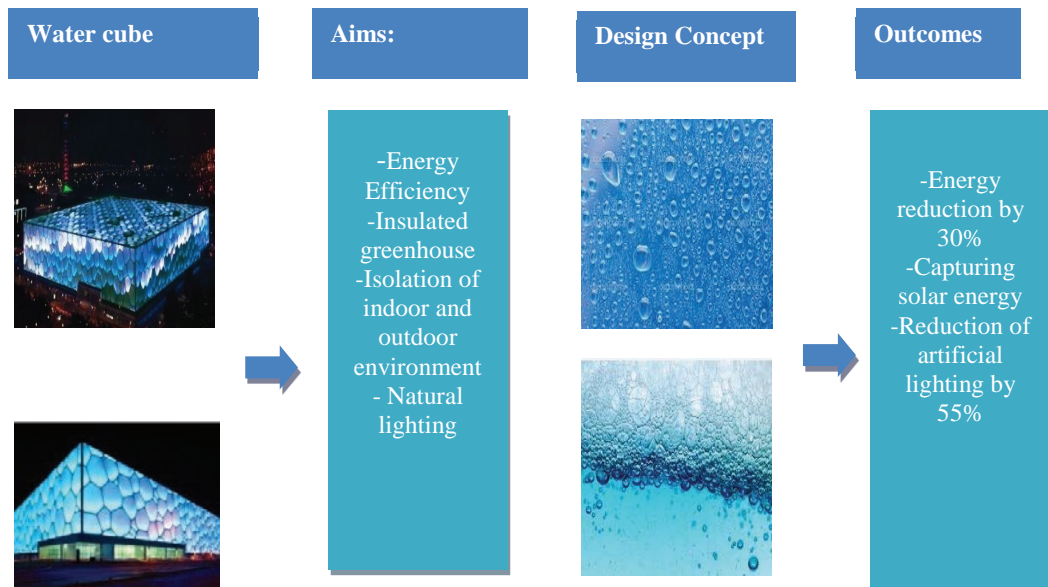 Water cube
Aims:
Design Concept
Outcomes
-Energy
Efficiency
-Insulated
greenhouse
-Isolation of
indoor and
outdoor
environment
- Natural
lighting
-Energy
reduction by
30%
-Capturing
solar energy
-Reduction of
artificial
lighting by
55%